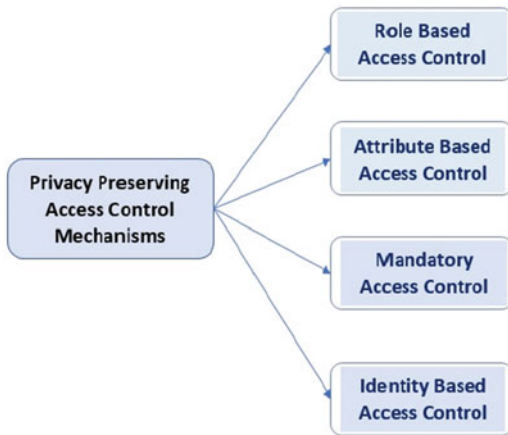 Role Based
Access Control
Attribute Based
Access Control
Privacy Preserving
Access Control
Mechanisms
Mandatory
Access Control
Identity Based
Access Control